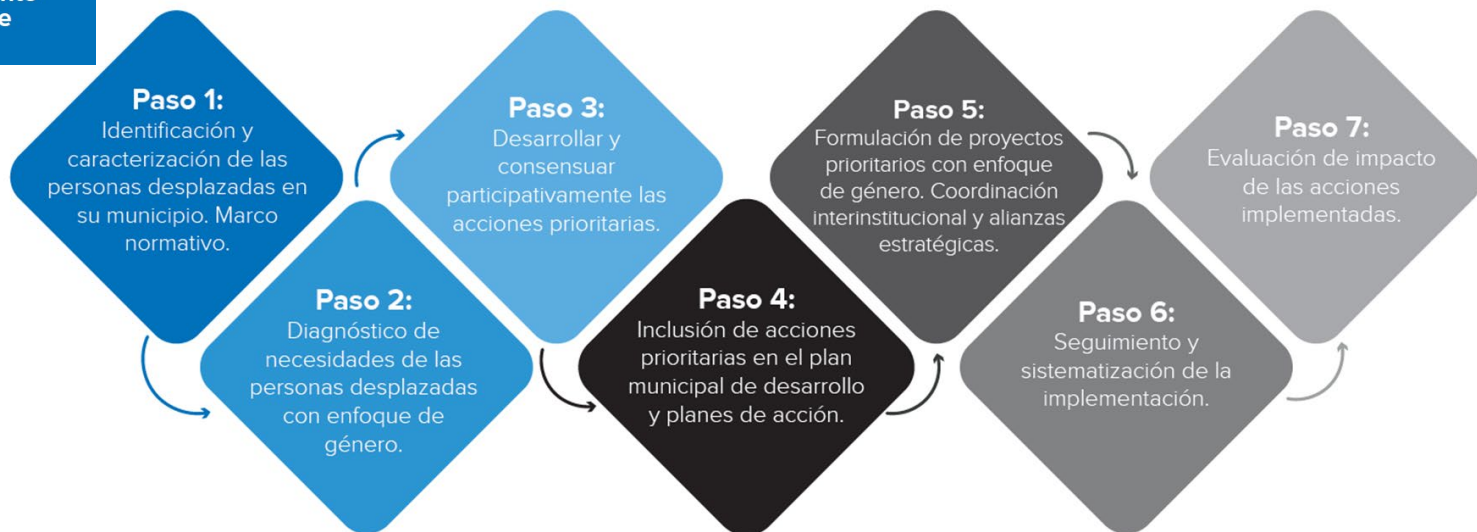 Paso 1:
Identificación y
caracterización de las
personas desplazadas en
su municipio. Marco
normativo.
Paso 2:
Diagnóstico de
necesidades de las
personas desplazadas
con enfoque de
género.
Paso 3:
Desarrollar y
consensuar
participativamente las
acciones prioritarias.
Paso 4:
Inclusión de acciones
prioritarias en el plan
municipal de desarrollo
y planes de acción.
Paso 5:
Formulación de proyectos
prioritarios con enfoque
de género. Coordinación
interinstitucional y alianzas
estratégicas.
Paso 6:
Seguimiento y
sistematización de la
implementación.
Paso 7:
Evaluación de impacto
de las acciones
implementadas.